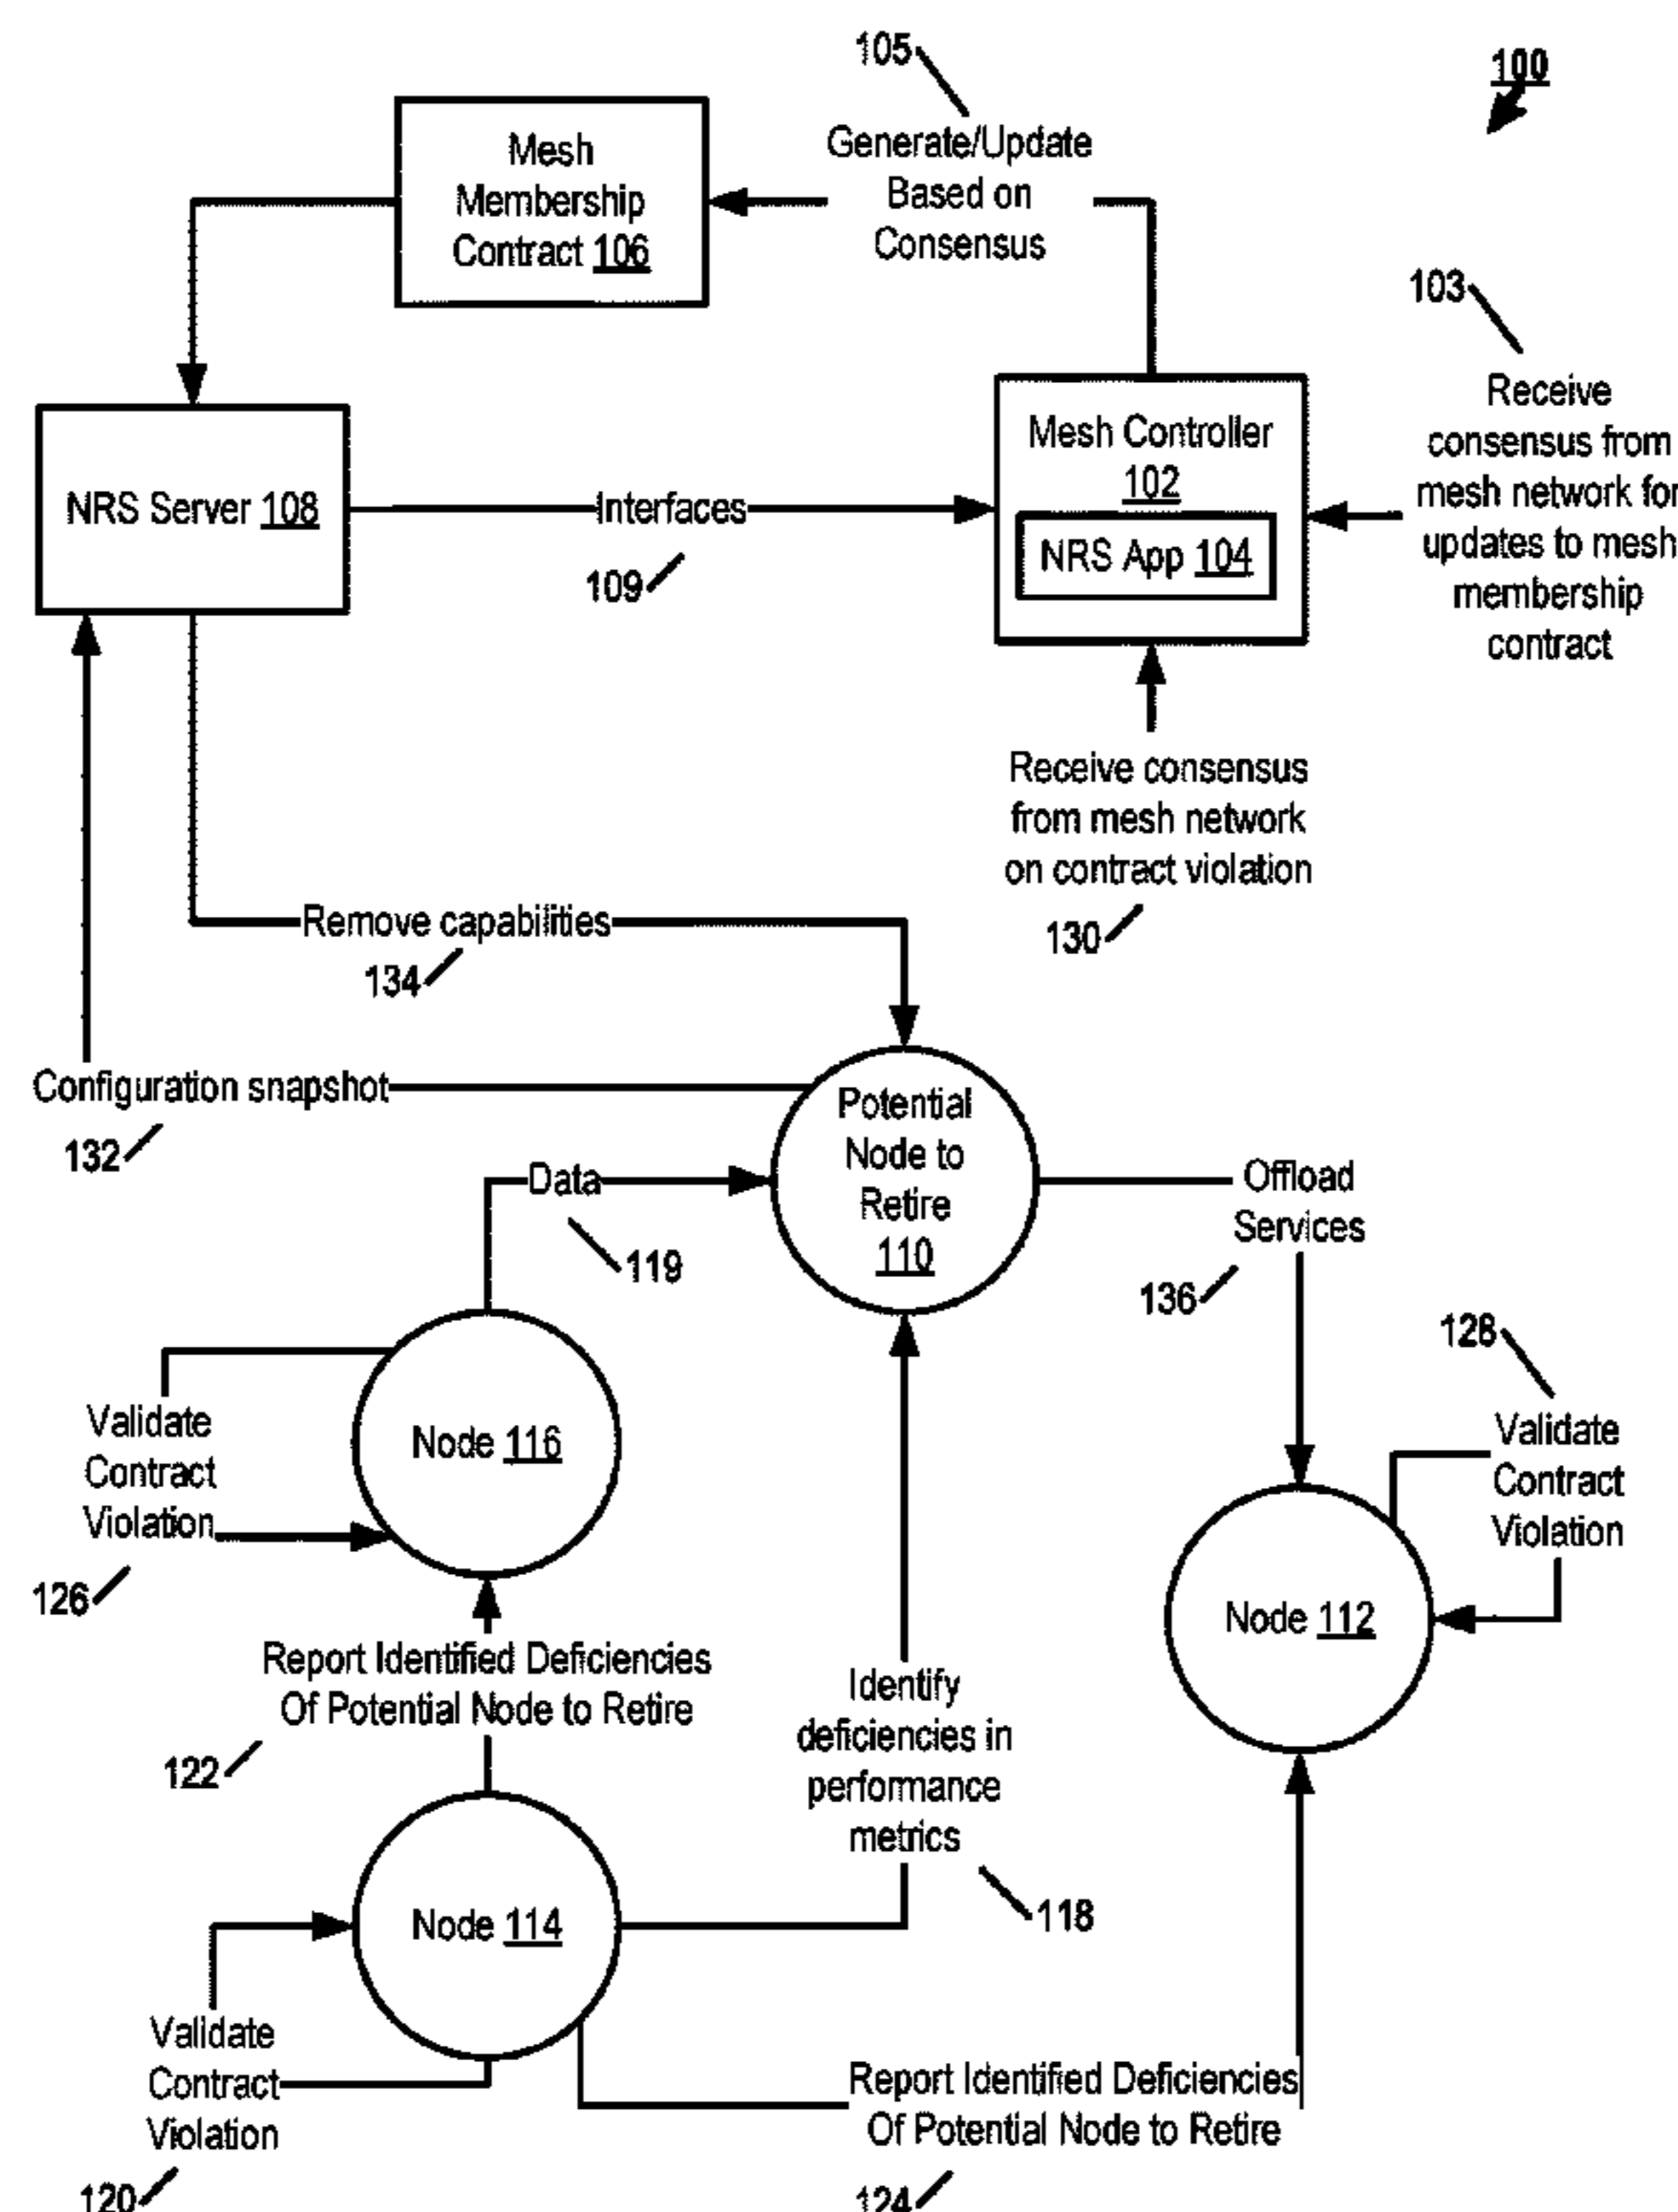 105
100
Mesh
Membership
Contract 106
Generate/Update
Based on
Consensus
103
Receive
consensus from
mesh network for
updates to mesh
membership
contract
NRS Server 108
Interfaces
109
Mesh Controller
102
NRS App 104
Receive consensus
from mesh network
on contract violation
130
Remove capabilities
134
Configuration snapshot
132
Potential
Node to
Retire
110
Data
119
Offload
Services
136
128
Validate
Contract
Violation
Node 116
Validate
Contract
Violation
126
Node 112
Report Identified Deficiencies
Of Potential Node to Retire
122
Identify
deficiencies in
performance
metrics
118
Node 114
Validate
Contract
Violation
120
Report Identified Deficiencies
Of Potential Node to Retire
124